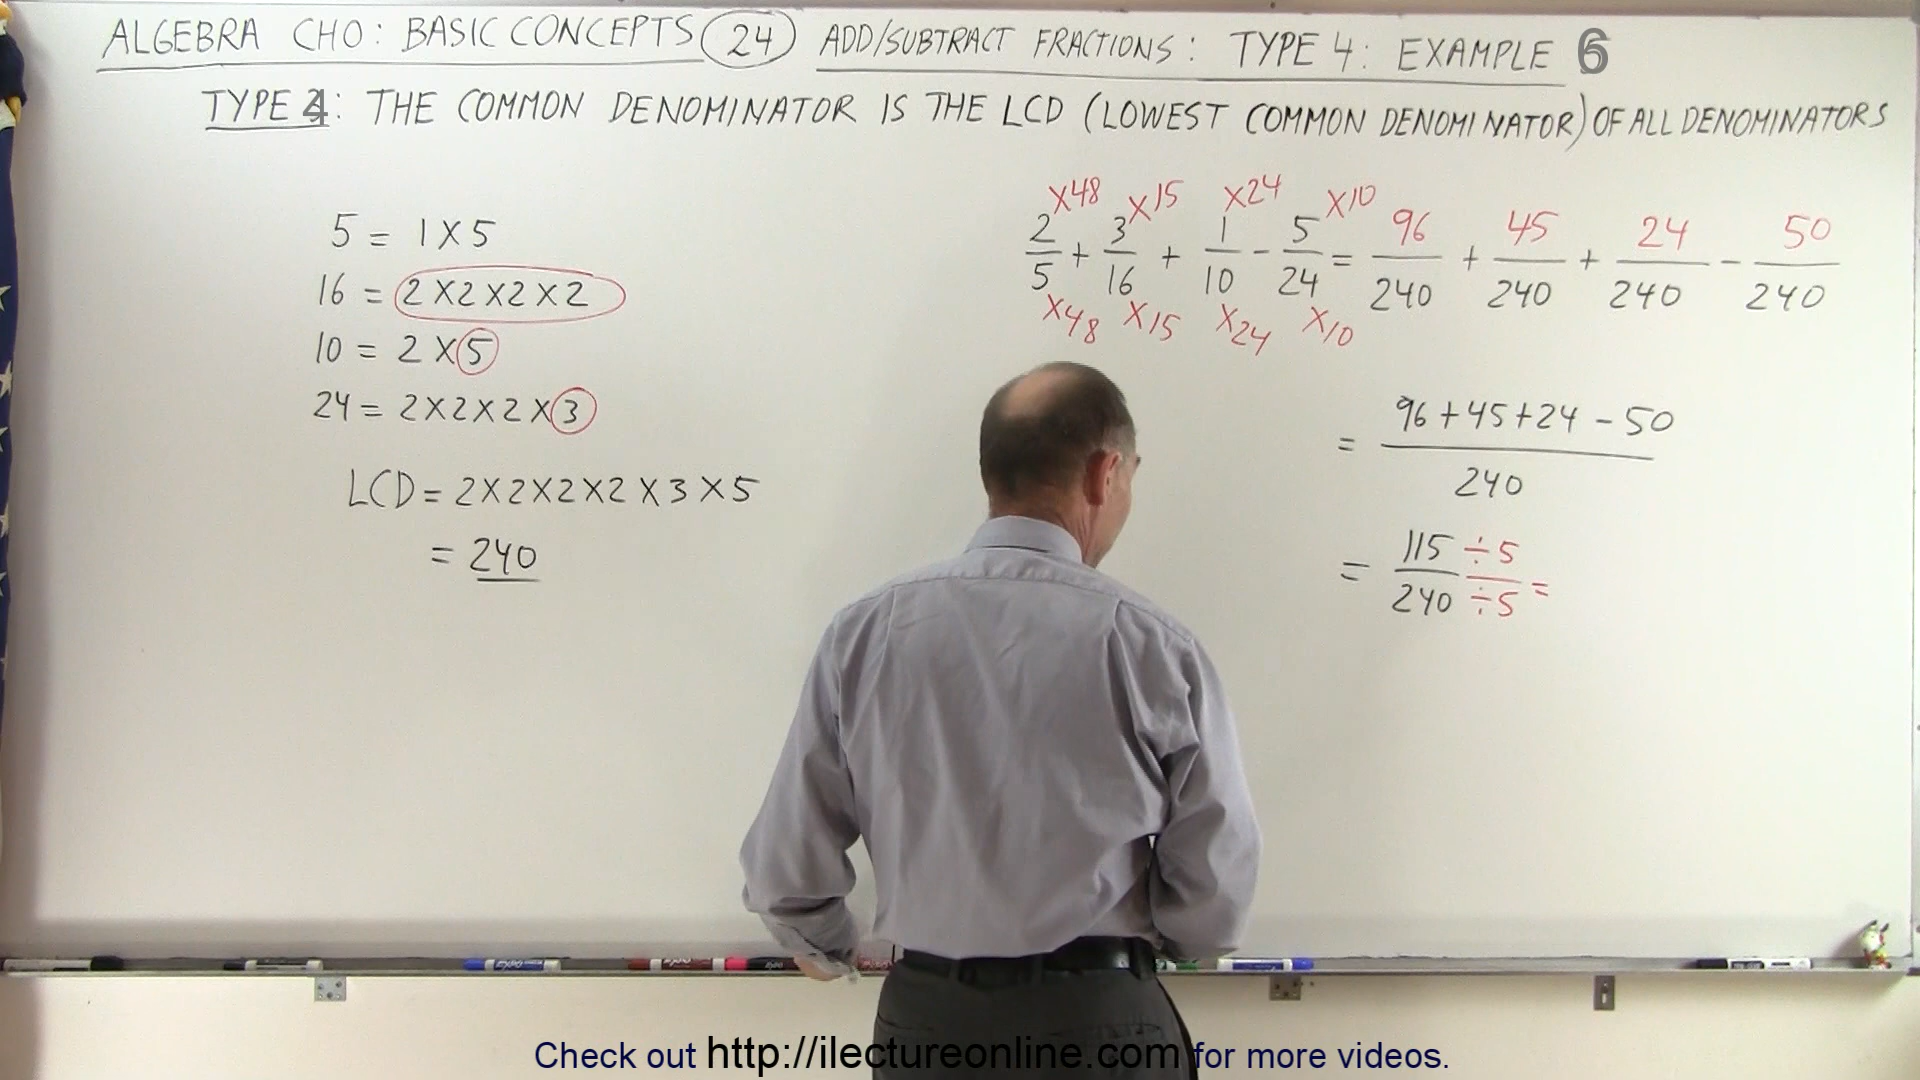 ALGEBRA CHO: BASIC CONCEPTS 24 ADD/SUBTRACT FRACTIONS: TYPE 4: EXAMPLE 6
TYPE 4: THE COMMON DENOMINATOR IS THE LCD (LOWEST COMMON DENOMINATOR) OF ALL DENOMINATORS
5 = 1 X 5
16 = 2 X 2 X 2 X 2
10 = 2 X 5
24 = 2 X 2 X 2 X 3
LCD = 2 X 2 X 2 X 2 X 3 X 5
= 240
X48 X15 X24 X10
2/5 + 3/16 + 1/10 - 5/24 = 96/240 + 45/240 + 24/240 - 50/240
X48 X15 X24 X10
= 96 + 45 + 24 - 50
240
= 115 ÷5
240 ÷5 =
EXPO
Check out http://ilectureonline.com for more videos.